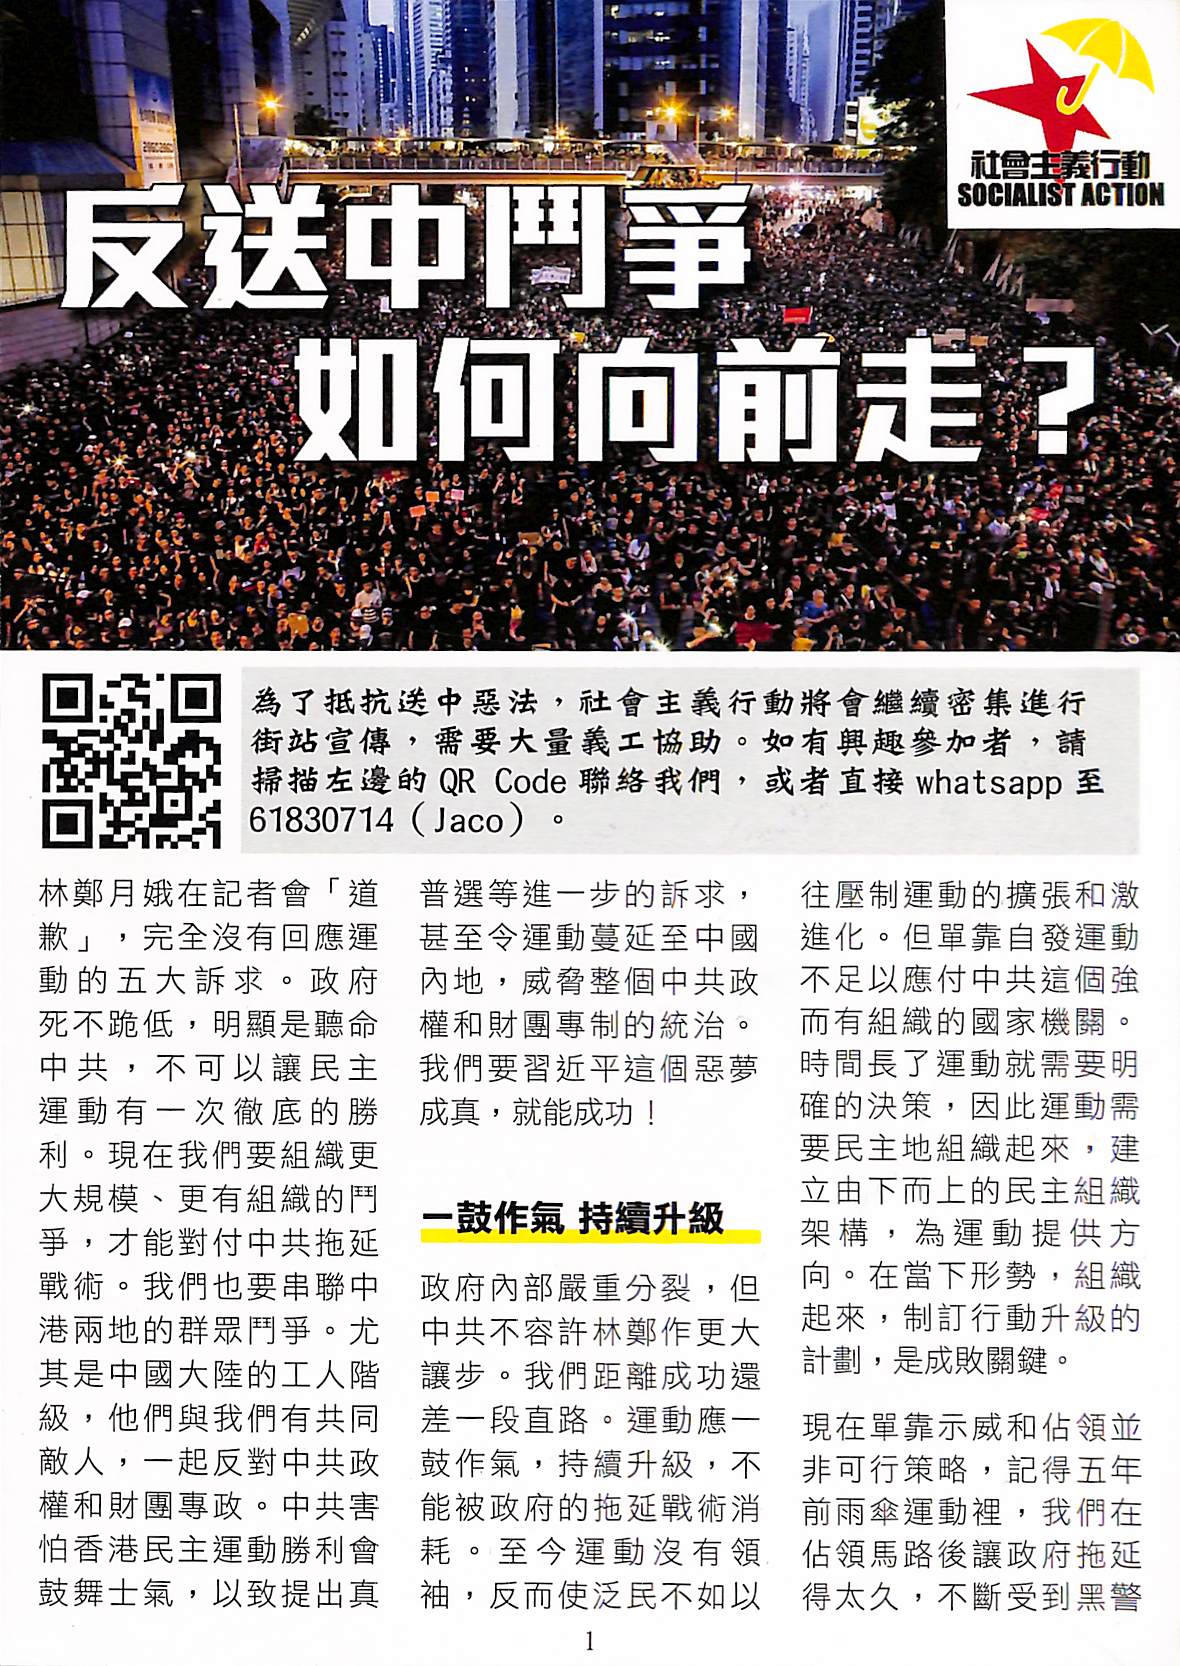 社會主義行動
SOCIALIST ACTION
反送中鬥爭
如何向前走？
為了抵抗送中惡法，社會主義行動將會繼續密集進行
街站宣傳，需要大量義工協助。如有興趣參加者，請
掃描左邊的 QR Code 聯絡我們，或者直接 whatsapp 至
61830714（Jaco）。
林鄭月娥在記者會「道
歉」，完全沒有回應運
動的五大訴求。政府
死不跪低，明顯是聽命
中共，不可以讓民主
運動有一次徹底的勝
利。現在我們要組織更
大規模、更有組織的鬥
爭，才能對付中共拖延
戰術。我們也要串聯中
港兩地的群眾鬥爭。尤
其是中國大陸的工人階
級，他們與我們有共同
敵人，一起反對中共政
權和財團專政。中共害
怕香港民主運動勝利會
鼓舞士氣，以致提出真
普選等進一步的訴求，
甚至令運動蔓延至中國
內地，威脅整個中共政
權和財團專制的統治。
我們要習近平這個惡夢
成真，就能成功！
一鼓作氣 持續升級
政府內部嚴重分裂，但
中共不容許林鄭作更大
讓步。我們距離成功還
差一段直路。運動應一
鼓作氣，持續升級，不
能被政府的拖延戰術消
耗。至今運動沒有領
袖，反而使泛民不如以
往壓制運動的擴張和激
進化。但單靠自發運動
不足以應付中共這個強
而有組織的國家機關。
時間長了運動就需要明
確的決策，因此運動需
要民主地組織起來，建
立由下而上的民主組織
架構，為運動提供方
向。在當下形勢，組織
起來，制訂行動升級的
計劃，是成敗關鍵。
現在單靠示威和佔領並
非可行策略，記得五年
前雨傘運動裡，我們在
佔領馬路後讓政府拖延
得太久，不斷受到黑警
1